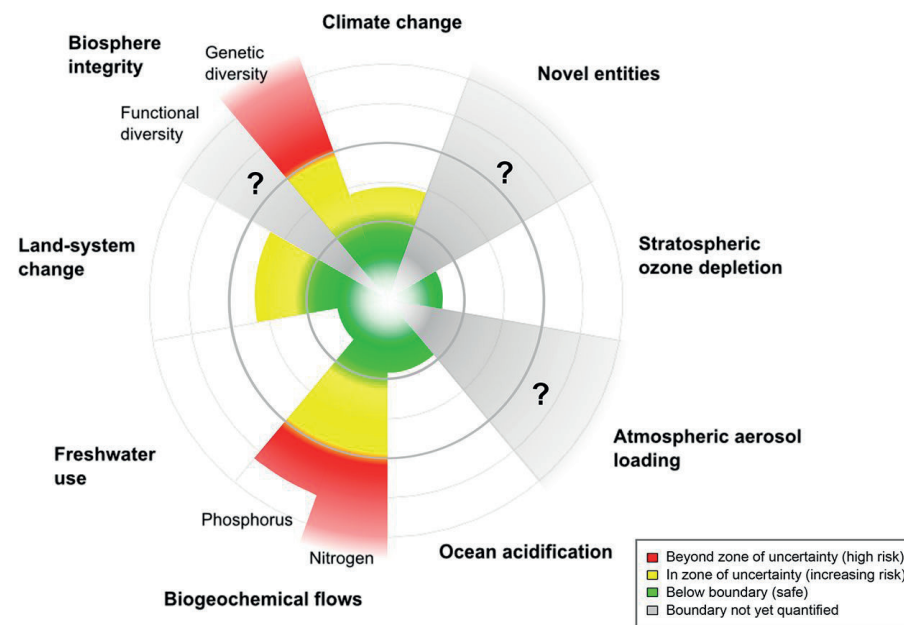 Climate change
Biosphere
integrity
Genetic
diversity
Novel entities
Functional
diversity
?
?
Land-system
change
Stratospheric
ozone depletion
?
Freshwater
use
Atmospheric aerosol
loading
Phosphorus
Nitrogen
Ocean acidification
Biogeochemical flows
Beyond zone of uncertainty (high risk)
In zone of uncertainty (increasing risk)
Below boundary (safe)
Boundary not yet quantified